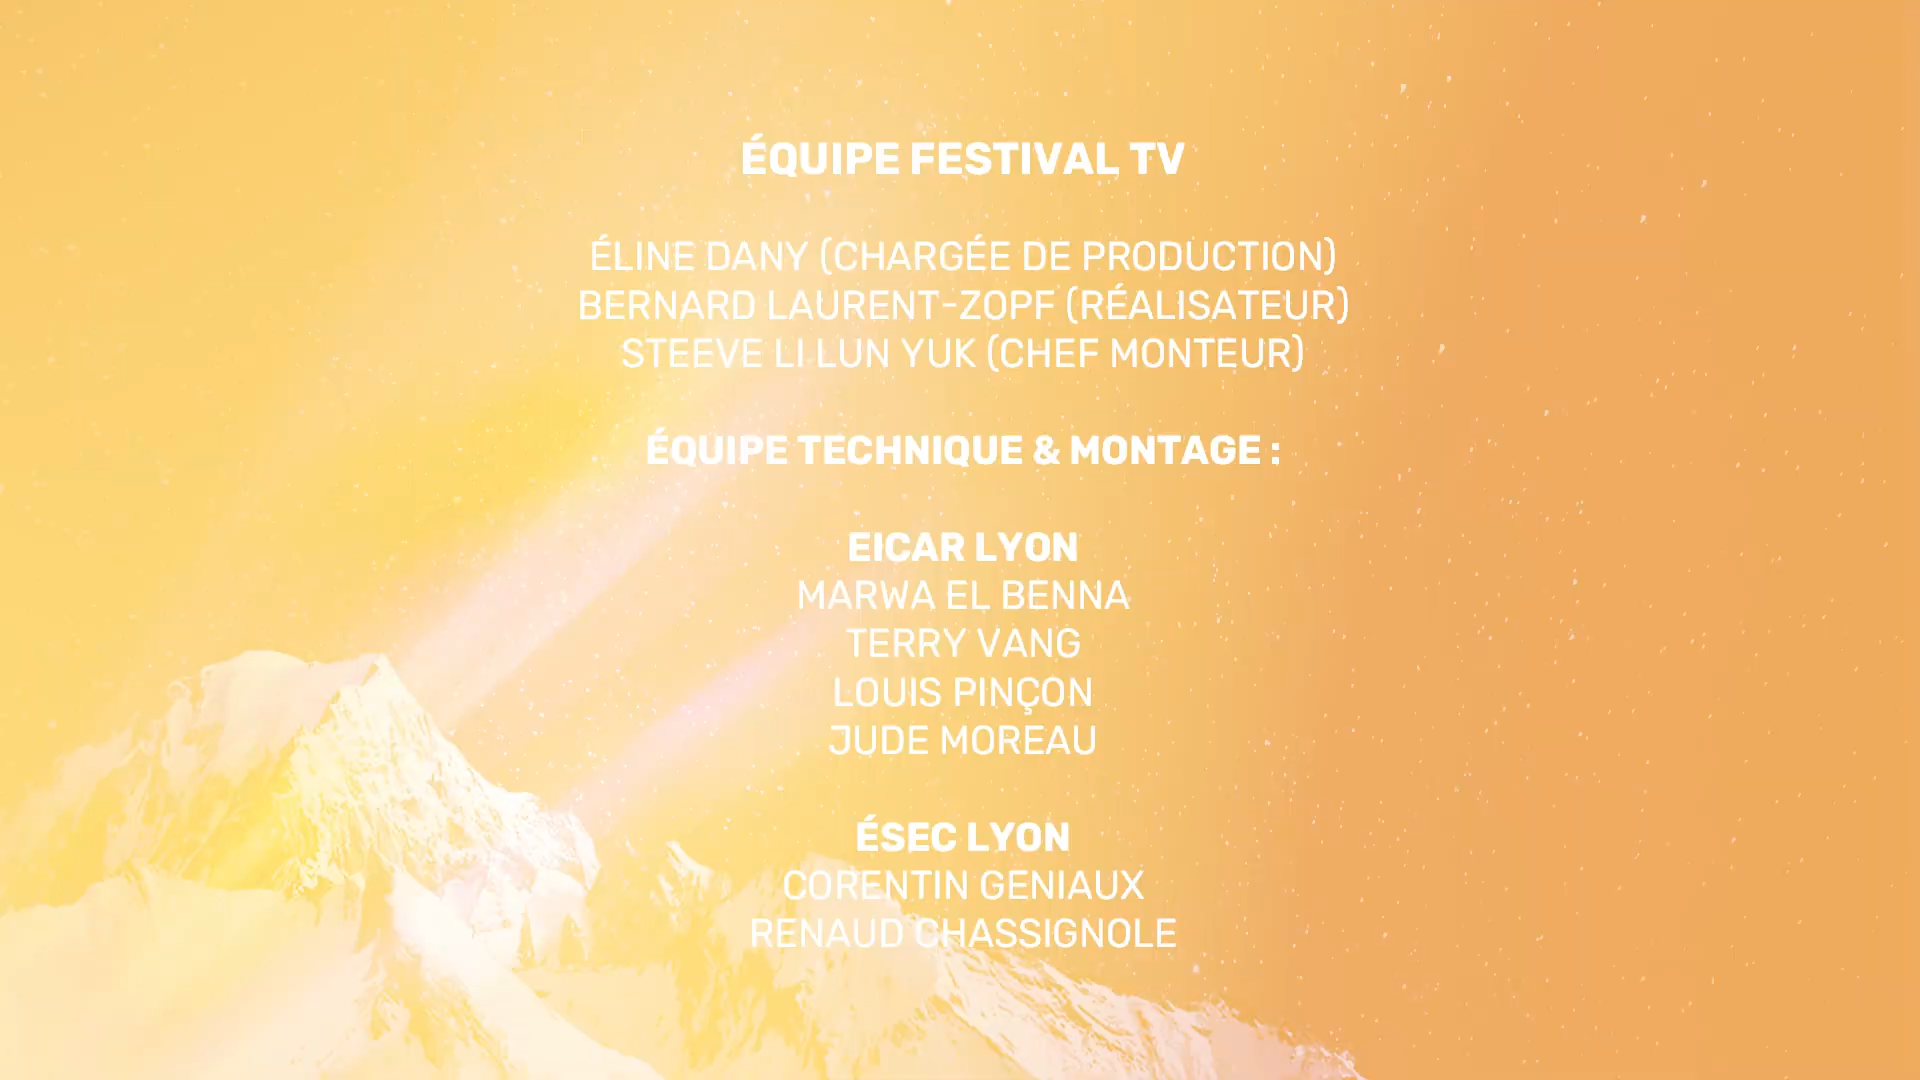 ÉQUIPE FESTIVAL TV
ÉLINE DANY (CHARGÉE DE PRODUCTION)
BERNARD LAURENT-ZOPF (RÉALISATEUR)
STEEVE LI LUN YUK (CHEF MONTEUR)
ÉQUIPE TECHNIQUE & MONTAGE :
EICAR LYON
MARWA EL BENNA
TERRY VANG
LOUIS PINÇON
JUDE MOREAU
ÉSEC LYON
CORENTIN GENIAUX
RENAUD CHASSIGNOLE